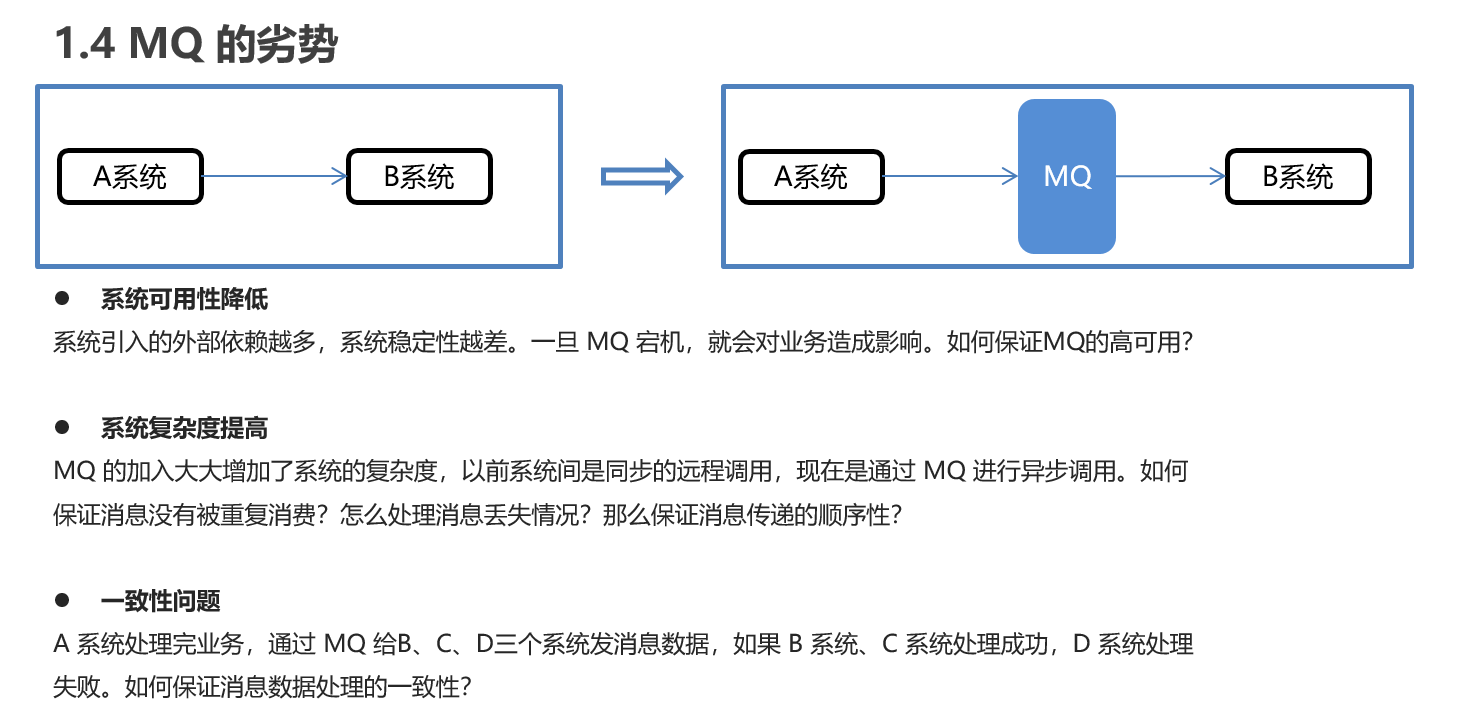 1.4 MQ 的劣势
A系统
B系统
A系统
MQ
B系统
● 系统可用性降低
系统引入的外部依赖越多，系统稳定性越差。一旦 MQ 宕机，就会对业务造成影响。如何保证MQ的高可用？
● 系统复杂度提高
MQ 的加入大大增加了系统的复杂度，以前系统间是同步的远程调用，现在是通过 MQ 进行异步调用。如何
保证消息没有被重复消费？怎么处理消息丢失情况？那么保证消息传递的顺序性？
● 一致性问题
A 系统处理完业务，通过 MQ 给B、C、D三个系统发消息数据，如果 B 系统、C 系统处理成功，D 系统处理
失败。如何保证消息数据处理的一致性？